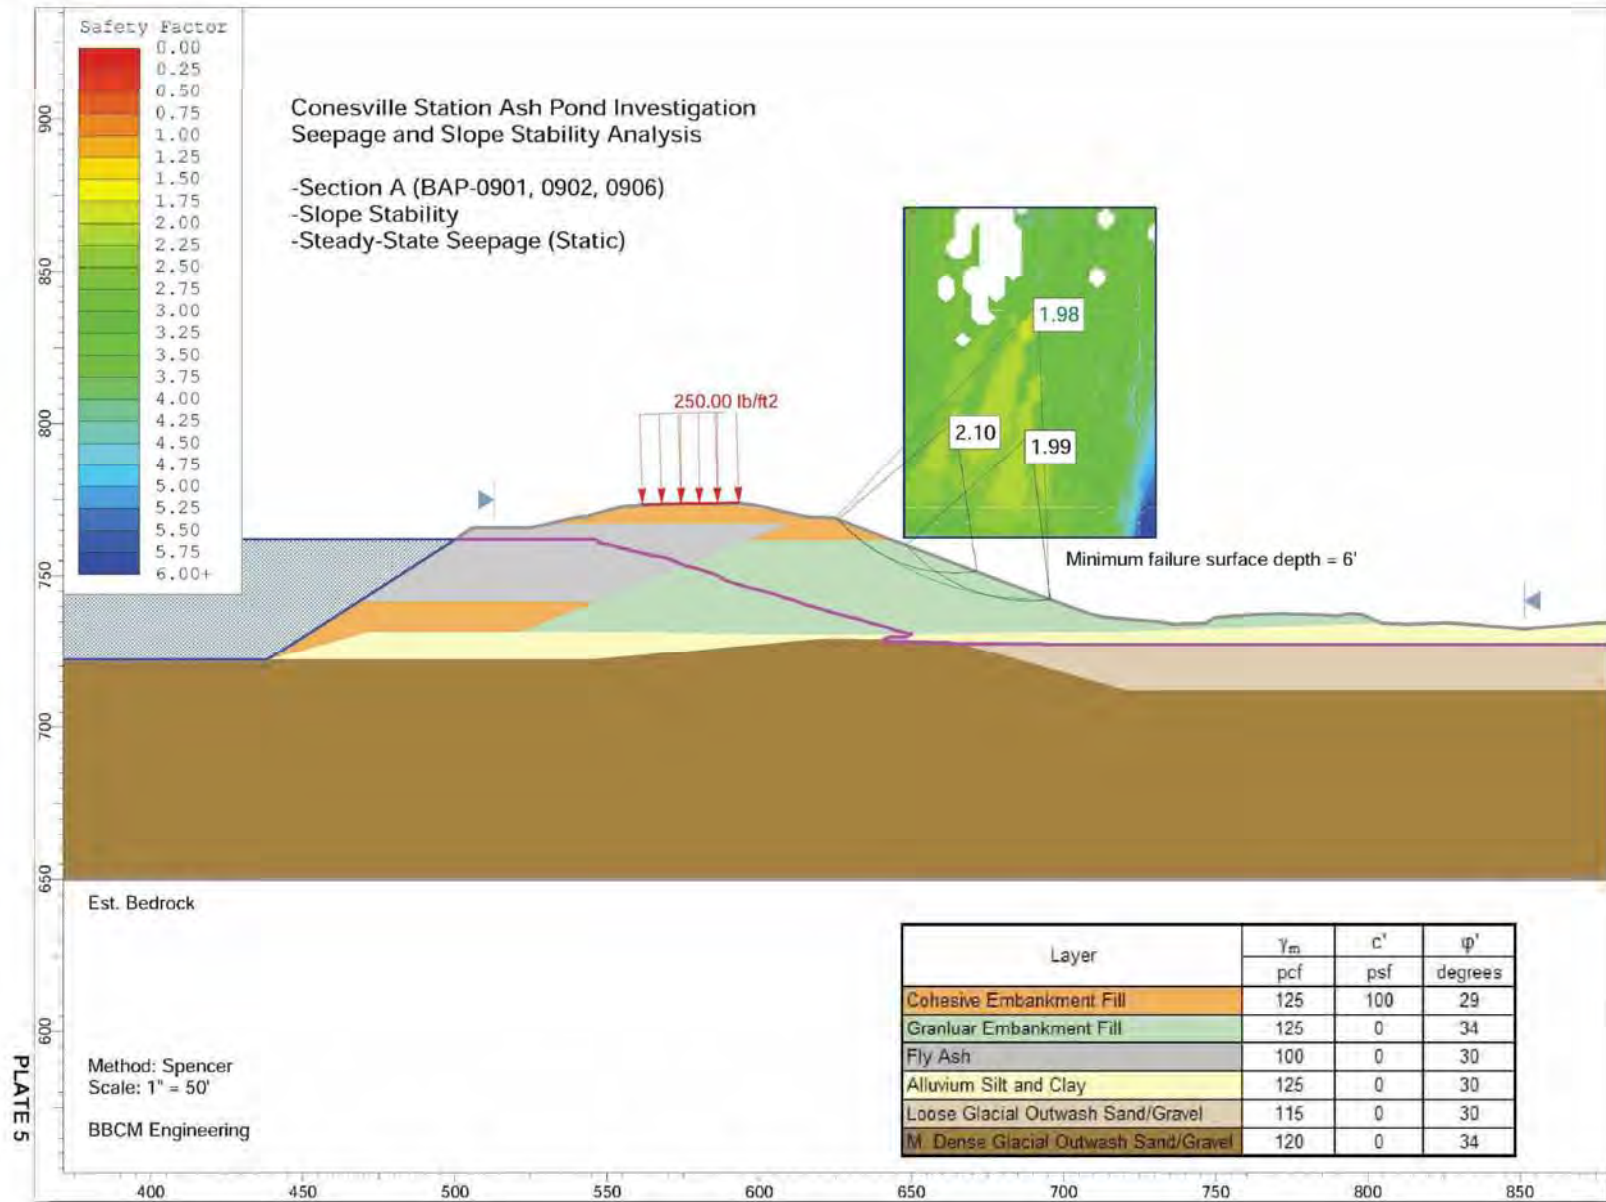 Safety Factor
0.00
0.25
0.50
0.75
1.00
1.25
1.50
1.75
2.00
2.25
2.50
2.75
3.00
3.25
3.50
3.75
4.00
4.25
4.50
4.75
5.00
5.25
5.50
5.75
6.00+
Conesville Station Ash Pond Investigation
Seepage and Slope Stability Analysis
-Section A (BAP-0901, 0902, 0906)
-Slope Stability
-Steady-State Seepage (Static)
900
850
800
750
700
650
600
250.00 lb/ft2
1.98
2.10
1.99
Minimum failure surface depth = 6'
Est. Bedrock
Layer γm c' φ'
pcf psf degrees
Cohesive Embankment Fill 125 100 29
Granluar Embankment Fill 125 0 34
Fly Ash 100 0 30
Alluvium Silt and Clay 125 0 30
Loose Glacial Outwash Sand/Gravel 115 0 30
M. Dense Glacial Outwash Sand/Gravel 120 0 34
Method: Spencer
Scale: 1" = 50'
BBCM Engineering
PLATE 5
400 450 500 550 600 650 700 750 800 850